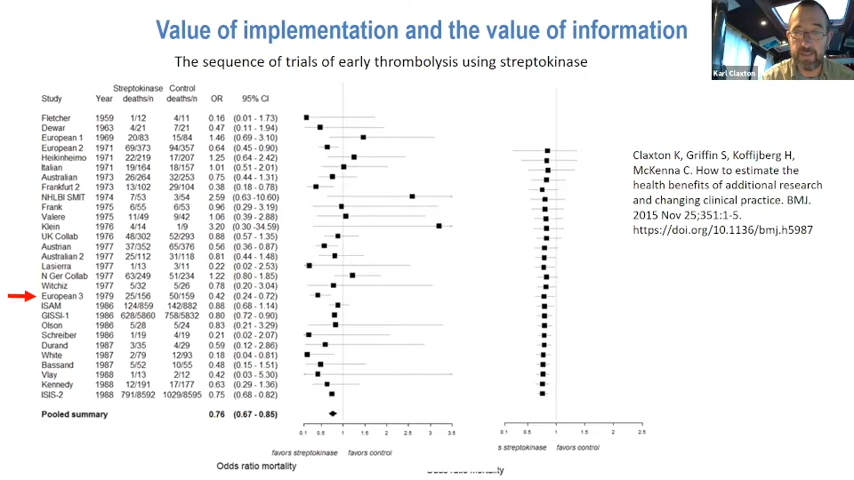 Value of implementation and the value of information
Karl Claxton
The sequence of trials of early thrombolysis using streptokinase
Streptokinase Control
Study Year deaths/n deaths/n OR 95% CI
Fletcher 1959 1/12 4/11 0.16 (0.01 - 1.73)
Dewar 1963 4/21 7/21 0.47 (0.11 - 1.94)
European 1 1969 20/83 15/84 1.46 (0.69 - 3.10)
European 2 1971 69/373 94/357 0.64 (0.45 - 0.90)
Heikinheimo 1971 22/219 17/207 1.25 (0.64 - 2.42)
Italian 1971 19/164 18/157 1.01 (0.51 - 2.01)
Australian 1973 26/264 32/253 0.75 (0.44 - 1.31)
Frankfurt 2 1973 13/102 29/104 0.38 (0.18 - 0.78)
NHLBI SMIT 1974 7/53 3/54 2.59 (0.63 - 10.60)
Frank 1975 6/55 6/53 0.96 (0.29 - 3.19)
Valere 1975 11/49 9/42 1.06 (0.39 - 2.88)
Klein 1976 4/14 1/9 3.20 (0.30 - 34.59)
UK Collab 1976 48/302 52/293 0.88 (0.57 - 1.35)
Austrian 1977 37/352 65/376 0.56 (0.36 - 0.87)
Australian 2 1977 25/112 31/118 0.81 (0.44 - 1.48)
Lasierra 1977 1/13 3/11 0.22 (0.02 - 2.53)
N Ger Collab 1977 63/249 51/234 1.22 (0.80 - 1.85)
Witchiz 1977 5/32 5/26 0.78 (0.20 - 3.04)
European 3 1979 25/156 50/159 0.42 (0.24 - 0.72)
ISAM 1986 124/859 142/882 0.88 (0.68 - 1.14)
GISSI-1 1986 628/5860 758/5832 0.80 (0.72 - 0.90)
Olson 1986 5/28 5/24 0.83 (0.21 - 3.29)
Schreiber 1986 1/19 4/19 0.21 (0.02 - 2.07)
Durand 1987 3/35 4/29 0.59 (0.12 - 2.86)
White 1987 2/79 12/93 0.18 (0.04 - 0.81)
Bassand 1987 5/52 10/55 0.48 (0.15 - 1.51)
Vlay 1988 1/13 2/12 0.42 (0.03 - 5.30)
Kennedy 1988 12/191 17/177 0.63 (0.29 - 1.36)
ISIS-2 1988 791/8592 1029/8595 0.75 (0.68 - 0.82)
Pooled summary 0.76 (0.67 - 0.85)
0.1 0.5 1 1.5 2 2.5 3 3.5
favors streptokinase favors control
Odds ratio mortality
0.1 0.5 1 1.5 2 2.5
s streptokinase favors control
Odds ratio mortality
Claxton K, Griffin S, Koffijberg H,
McKenna C. How to estimate the
health benefits of additional research
and changing clinical practice. BMJ.
2015 Nov 25;351:1-5.
https://doi.org/10.1136/bmj.h5987